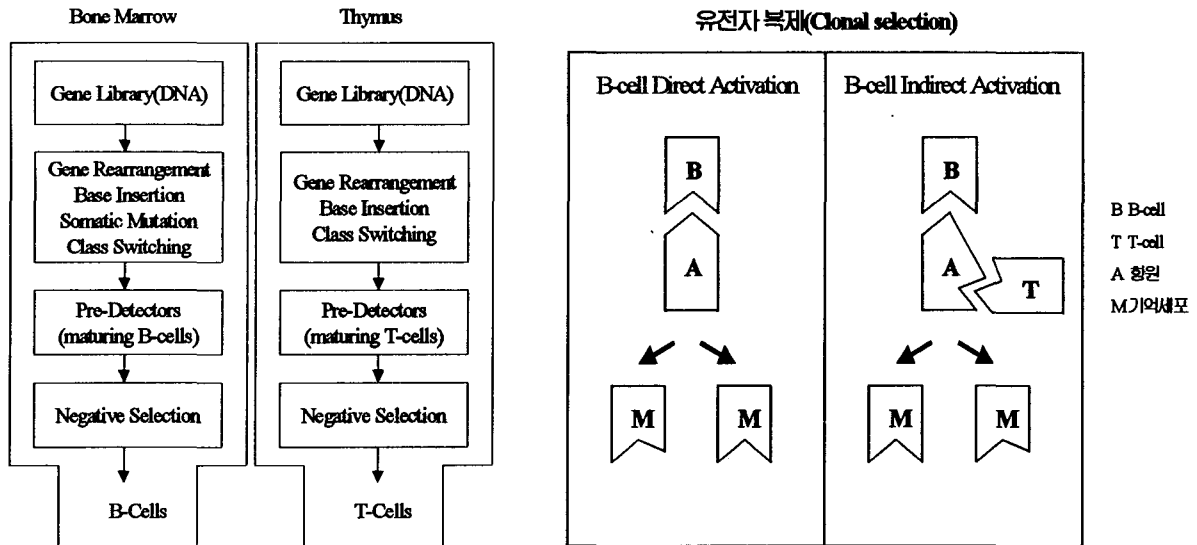 Bone Marrow
Gene Library(DNA)
Gene Rearrangement
Base Insertion
Somatic Mutation
Class Switching
Pre-Detectors
(maturing B-cells)
Negative Selection
B-Cells
Thymus
Gene Library(DNA)
Gene Rearrangement
Base Insertion
Class Switching
Pre-Detectors
(maturing T-cells)
Negative Selection
T-Cells
유전자 복제(Clonal selection)
B-cell Direct Activation
B
A
M M
B-cell Indirect Activation
B
A
T
M M
B B-cell
T T-cell
A 항원
M기억세포